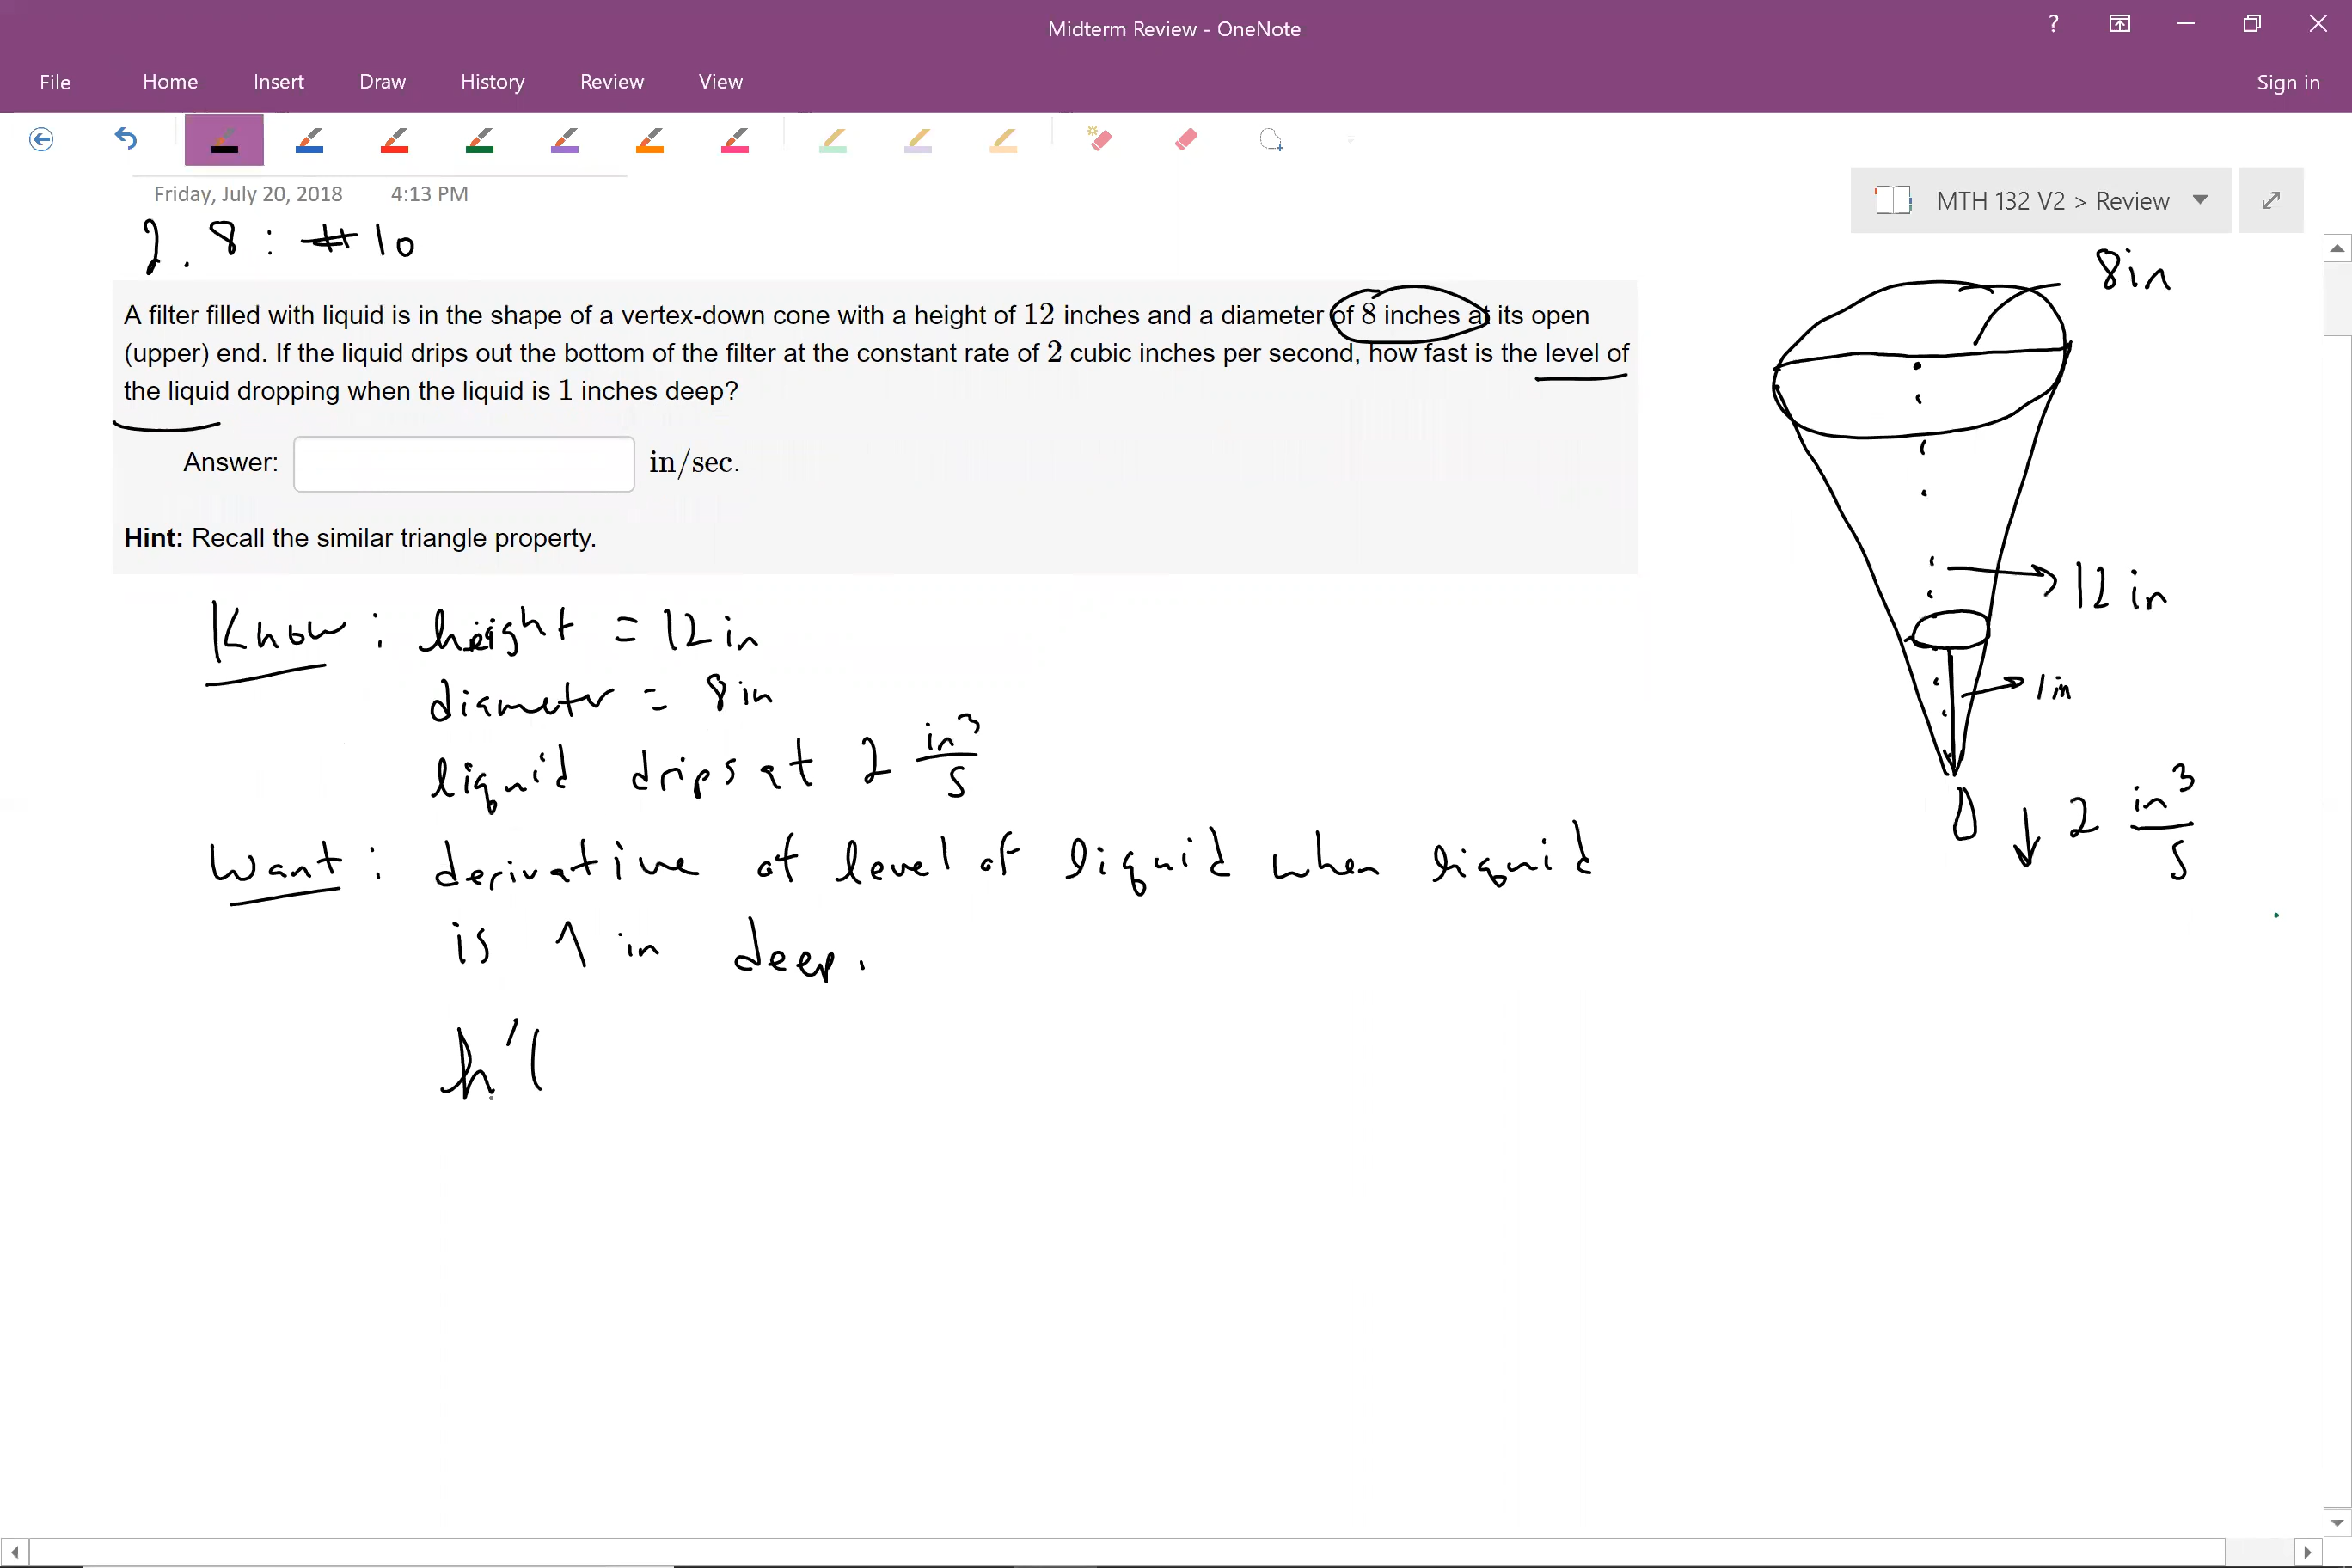 Midterm Review - OneNote
?
File Home Insert Draw History Review View
Sign in
Friday, July 20, 2018 4:13 PM
MTH 132 V2 > Review
2.8: #10
A filter filled with liquid is in the shape of a vertex-down cone with a height of 12 inches and a diameter of 8 inches at its open
(upper) end. If the liquid drips out the bottom of the filter at the constant rate of 2 cubic inches per second, how fast is the level of
the liquid dropping when the liquid is 1 inches deep?
Answer: in/sec.
Hint: Recall the similar triangle property.
8in
12 in
1in
2 in³/s
Know: height = 12 in
diameter = 8 in
liquid drips at 2 in³/s
Want: derivative of level of liquid when liquid
is 1 in deep.
h'(